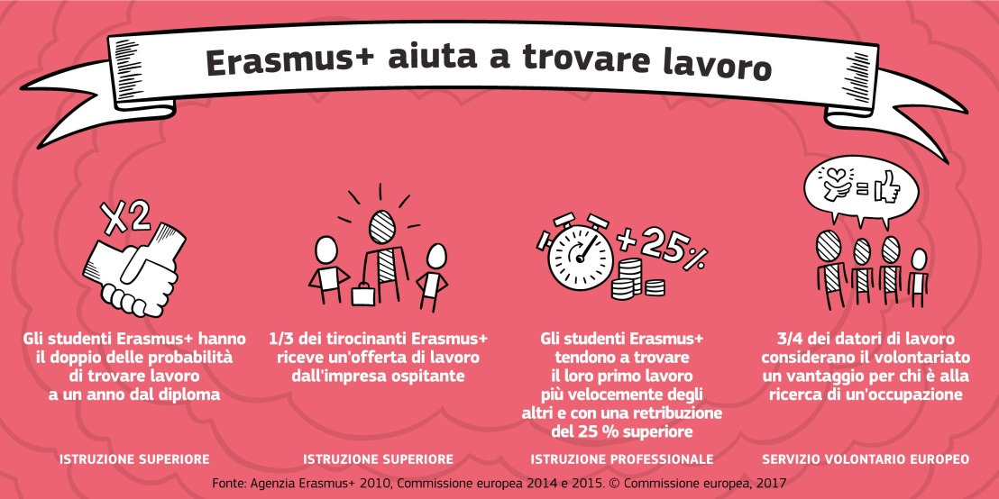 Erasmus+ aiuta a trovare lavoro
X2
Gli studenti Erasmus+ hanno
il doppio delle probabilità
di trovare lavoro
a un anno dal diploma
ISTRUZIONE SUPERIORE
1/3 dei tirocinanti Erasmus+
riceve un'offerta di lavoro
dall'impresa ospitante
ISTRUZIONE SUPERIORE
+25%
Gli studenti Erasmus+
tendono a trovare
il loro primo lavoro
più velocemente degli
altri e con una retribuzione
del 25 % superiore
ISTRUZIONE PROFESSIONALE
=
3/4 dei datori di lavoro
considerano il volontariato
un vantaggio per chi è alla
ricerca di un'occupazione
SERVIZIO VOLONTARIO EUROPEO
Fonte: Agenzia Erasmus+ 2010, Commissione europea 2014 e 2015. © Commissione europea, 2017